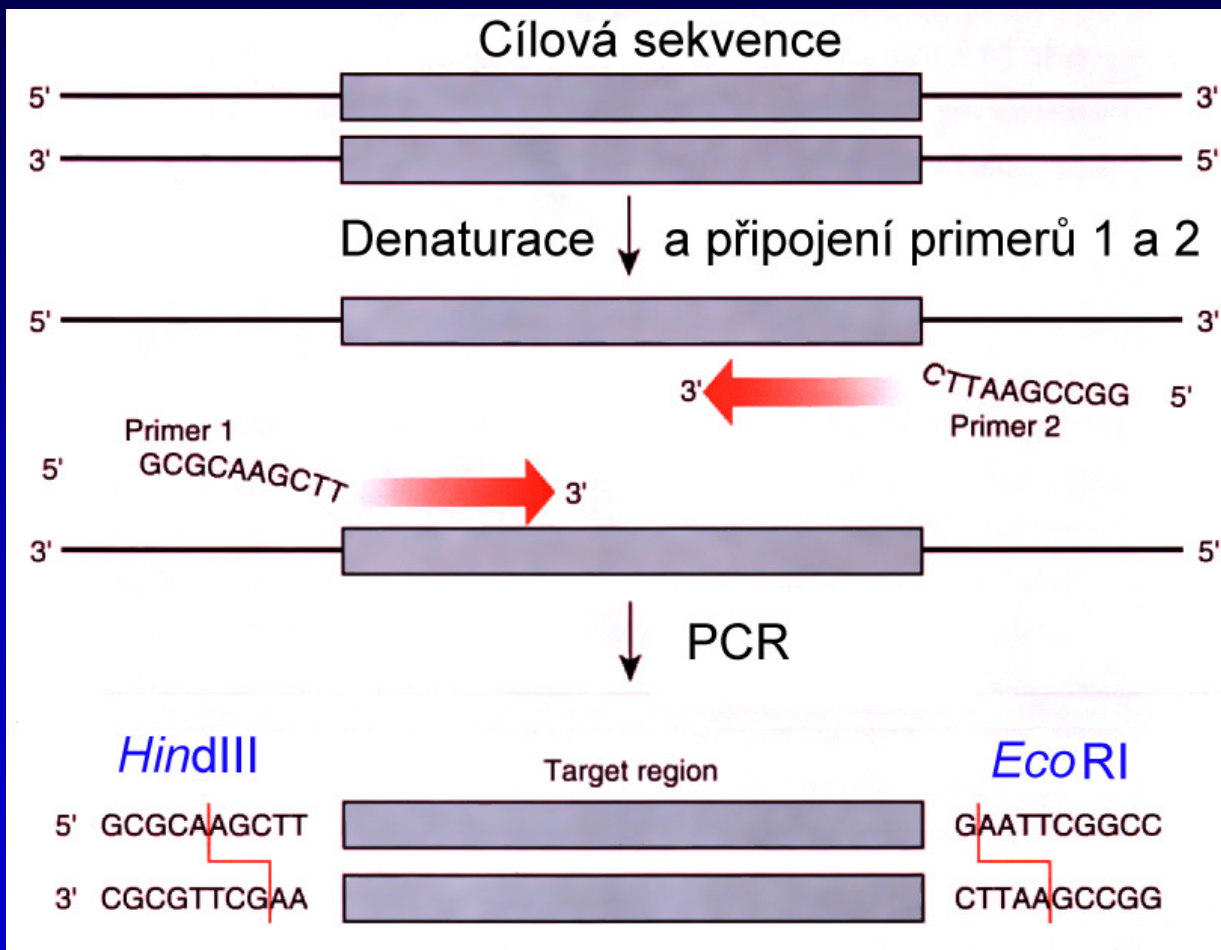 Cílová sekvence
5' 3'
3' 5'
Denaturace a připojení primerů 1 a 2
5' 3'
3' CTTAAGCCGG 5'
Primer 2
Primer 1
5' GCGCAAGCTT 3'
3' 5'
PCR
HindIII Target region EcoRI
5' GCGCAAGCTT GAATTCGGCC
3' CGCGTTCGAA CTTAAGCCGG